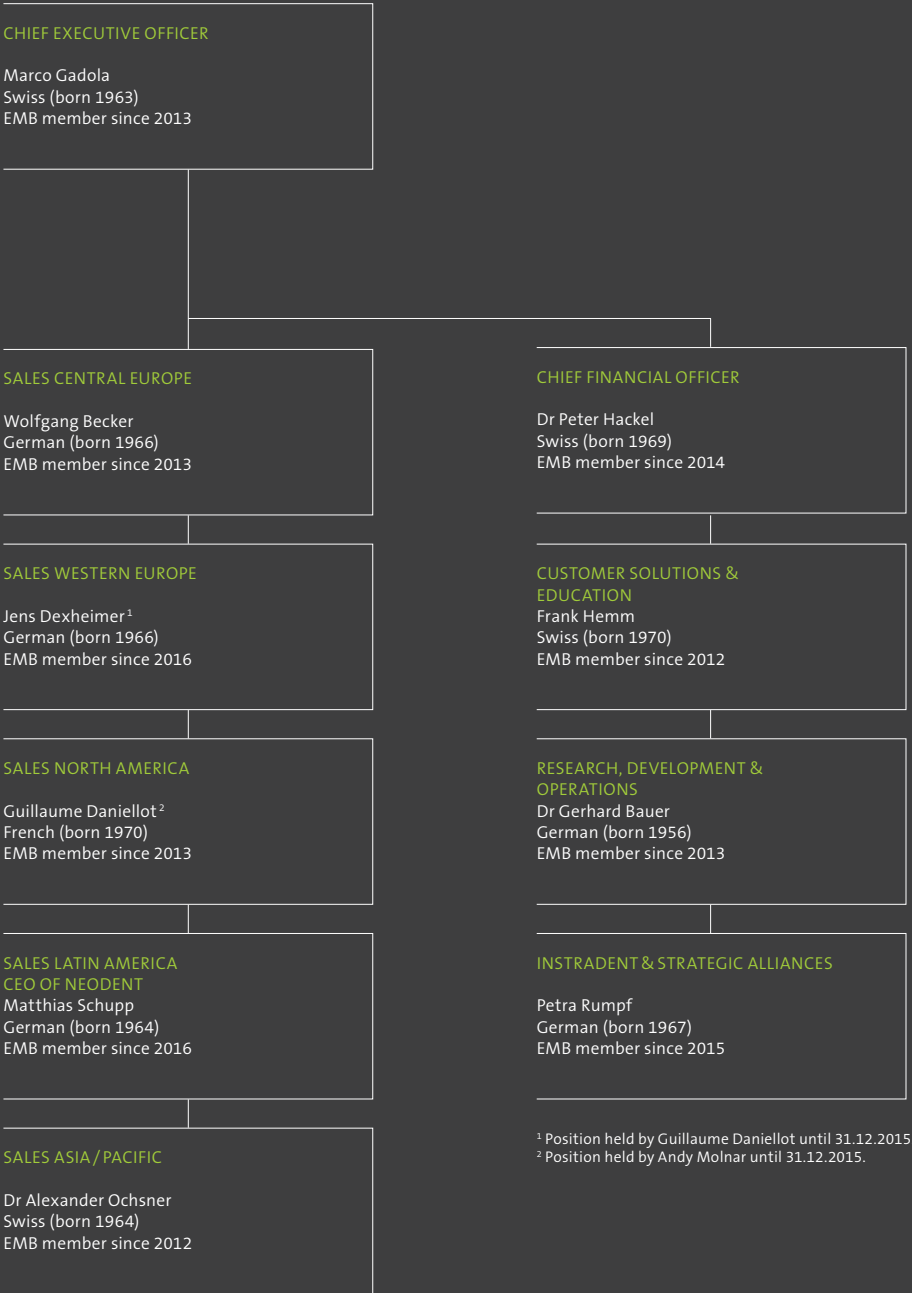 CHIEF EXECUTIVE OFFICER
Marco Gadola
Swiss (born 1963)
EMB member since 2013
SALES CENTRAL EUROPE
Wolfgang Becker
German (born 1966)
EMB member since 2013
SALES WESTERN EUROPE
Jens Dexheimer¹
German (born 1966)
EMB member since 2016
SALES NORTH AMERICA
Guillaume Daniellot²
French (born 1970)
EMB member since 2013
SALES LATIN AMERICA
CEO OF NEODENT
Matthias Schupp
German (born 1964)
EMB member since 2016
SALES ASIA / PACIFIC
Dr Alexander Ochsner
Swiss (born 1964)
EMB member since 2012
CHIEF FINANCIAL OFFICER
Dr Peter Hackel
Swiss (born 1969)
EMB member since 2014
CUSTOMER SOLUTIONS &
EDUCATION
Frank Hemm
Swiss (born 1970)
EMB member since 2012
RESEARCH, DEVELOPMENT &
OPERATIONS
Dr Gerhard Bauer
German (born 1956)
EMB member since 2013
INSTRADENT & STRATEGIC ALLIANCES
Petra Rumpf
German (born 1967)
EMB member since 2015
¹ Position held by Guillaume Daniellot until 31.12.2015
² Position held by Andy Molnar until 31.12.2015.